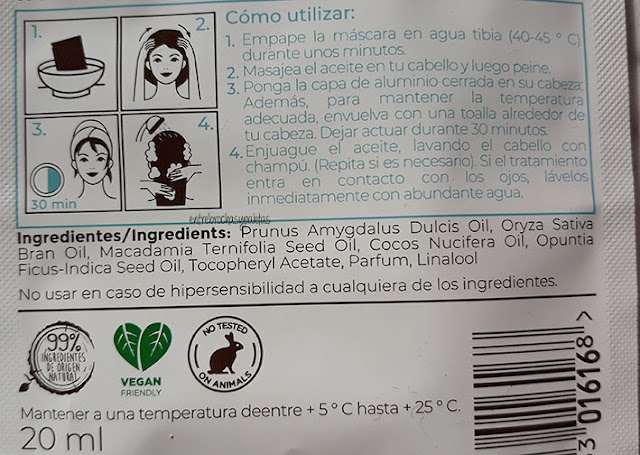 Cómo utilizar:
1.
2.
3.
4.
30 min
1. Empape la máscara en agua tibia (40-45 º C)
durante unos minutos.
2. Masajea el aceite en tu cabello y luego peine.
3. Ponga la capa de aluminio cerrada en su cabeza;
Además, para mantener la temperatura
adecuada, envuelva con una toalla alrededor de
tu cabeza. Dejar actuar durante 30 minutos.
4. Enjuague el aceite, lavando el cabello con
champú. (Repita si es necesario) Si el tratamiento
entra en contacto con los ojos, lávelos
inmediatamente con abundante agua.
entrebrochasypaletas
Ingredientes/Ingredients: Prunus Amygdalus Dulcis Oil, Oryza Sativa
Bran Oil, Macadamia Ternifolia Seed Oil, Cocos Nucifera Oil, Opuntia
Ficus-Indica Seed Oil, Tocopheryl Acetate, Parfum, Linalool
No usar en caso de hipersensibilidad a cualquiera de los ingredientes.
99%
INGREDIENTES
DE ORIGEN
NATURAL
VEGAN
FRIENDLY
NO TESTED
ON ANIMALS
Mantener a una temperatura deentre + 5 º C hasta + 25 º C.
20 ml
3 016168 >